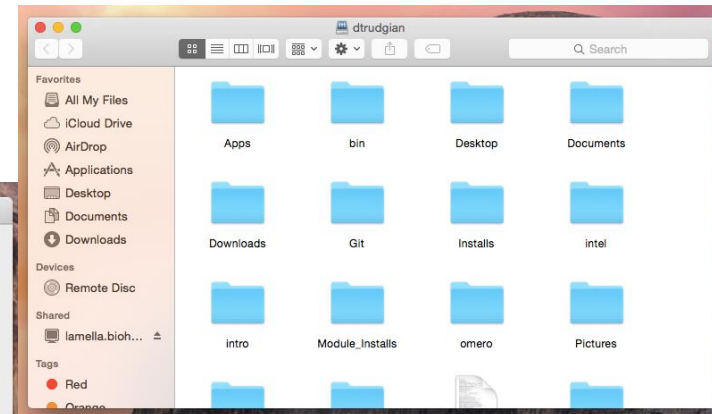 dtrudgian
Search
Favorites
All My Files
iCloud Drive
AirDrop
Applications
Desktop
Documents
Downloads
Devices
Remote Disc
Shared
lamella.bioh...
Tags
Red
Orange
Apps bin Desktop Documents
Downloads Git Installs intel
intro Module_Installs omero Pictures